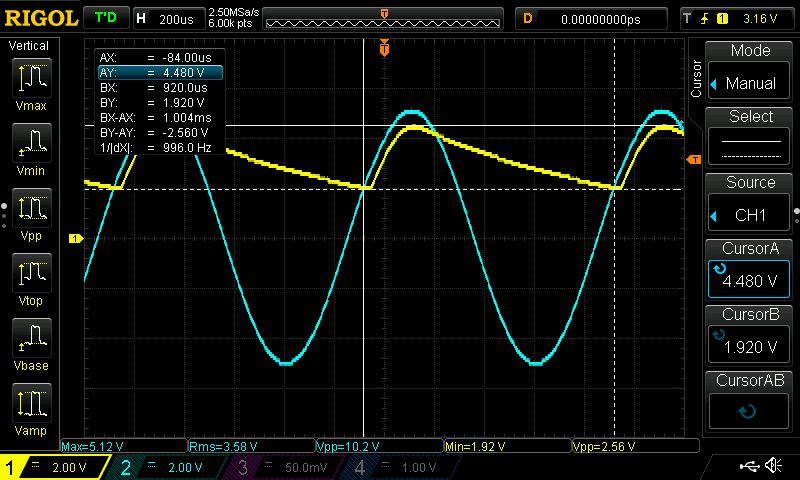 RIGOL T'D H 200us 2.50MSa/s 6.00k pts T D 0.00000000ps T 1 3.16 V
Vertical
Vmax
Vmin
Vpp
Vtop
Vbase
Vamp
T
AX: = -84.00us
AY: = 4.480 V
BX: = 920.0us
BY: = 1.920 V
BX-AX: = 1.004ms
BY-AY: = -2.560 V
1/|dX|: = 996.0 Hz
1
T
Cursor
Mode
Manual
Select
Source
CH1
CursorA
4.480 V
CursorB
1.920 V
CursorAB
Max=5.12 V Rms=3.58 V Vpp=10.2 V Min=1.92 V Vpp=2.56 V
1 = 2.00 V 2 = 2.00 V 3 = 50.0mV 4 = 1.00 V